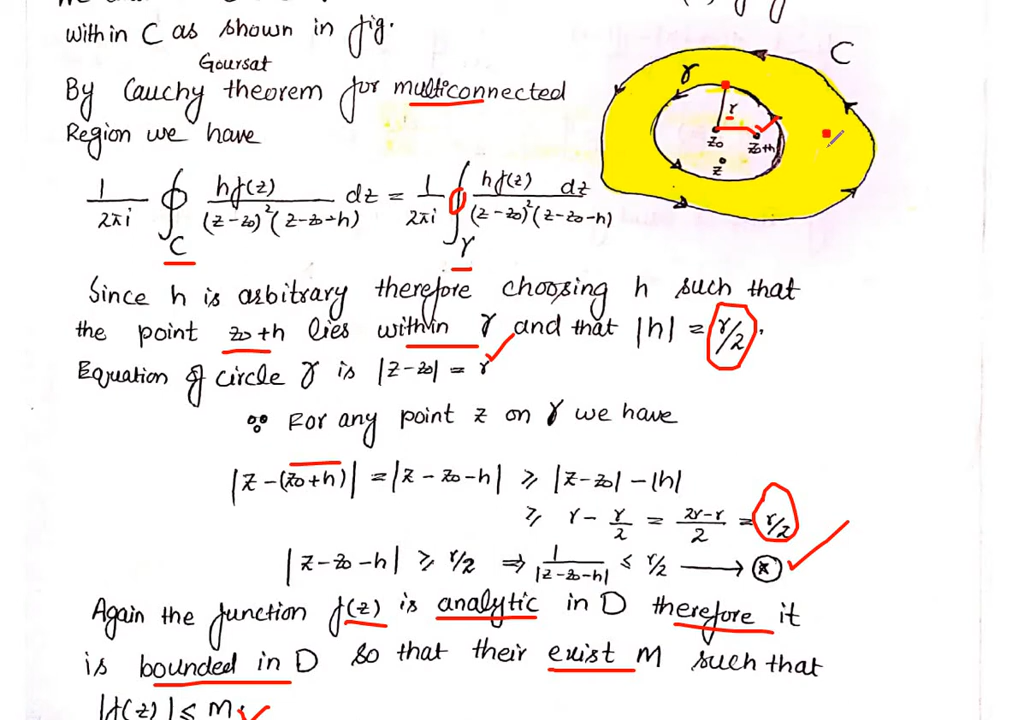 within C as shown in fig.
Goursat
By Cauchy theorem for multiconnected
Region we have
1/2πi ∮_C hf(z)/(z-z0)²(z-z0-h) dz = 1/2πi ∮_γ hf(z) dz/(z-z0)²(z-z0-h)
C
γ
r
z0
z0+h
z
Since h is arbitrary therefore choosing h such that
the point z0+h lies within γ and that |h| = r/2.
Equation of circle γ is |z-z0| = r
∵ For any point z on γ we have
|z-(z0+h)| = |z-z0-h| ≥ |z-z0| - |h|
≥ r - r/2 = 2r-r/2 = r/2
|z-z0-h| ≥ r/2 ⇒ 1/|z-z0-h| ≤ r/2 ⟶ ⊛
Again the function f(z) is analytic in D therefore it
is bounded in D so that their exist M such that
|f(z)| ≤ M.